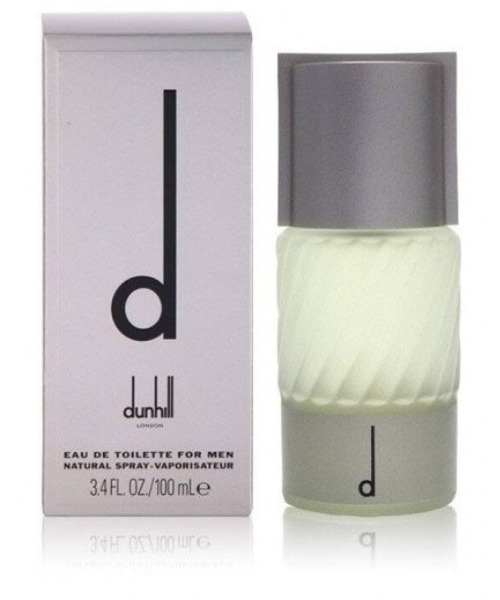 d
dunhill
LONDON
EAU DE TOILETTE FOR MEN
NATURAL SPRAY-VAPORISATEUR
3.4 FL. OZ./100 mL e
d